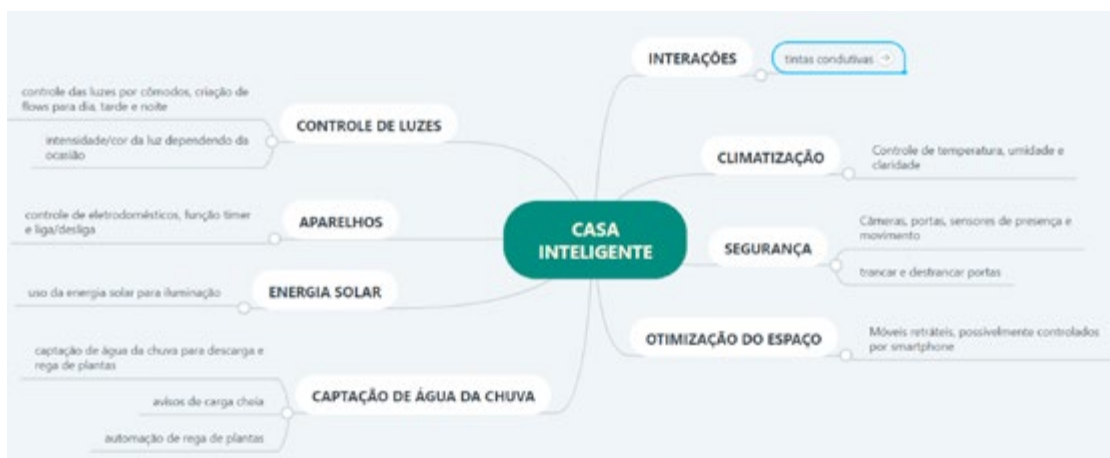 INTERAÇÕES
tintas condutivas
controle das luzes por cômodos, criação de
flows para dia, tarde e noite
CONTROLE DE LUZES
intensidade/cor da luz dependendo da
ocasião
CLIMATIZAÇÃO
Controle de temperatura, umidade e
claridade
controle de eletrodomésticos, função timer
e liga/desliga
APARELHOS
CASA
INTELIGENTE
SEGURANÇA
Câmeras, portas, sensores de presença e
movimento
trancar e destrancar portas
uso da energia solar para iluminação
ENERGIA SOLAR
OTIMIZAÇÃO DO ESPAÇO
Móveis retráteis, possivelmente controlados
por smartphone
captação de água da chuva para descarga e
rega de plantas
CAPTAÇÃO DE ÁGUA DA CHUVA
avisos de carga cheia
automação de rega de plantas